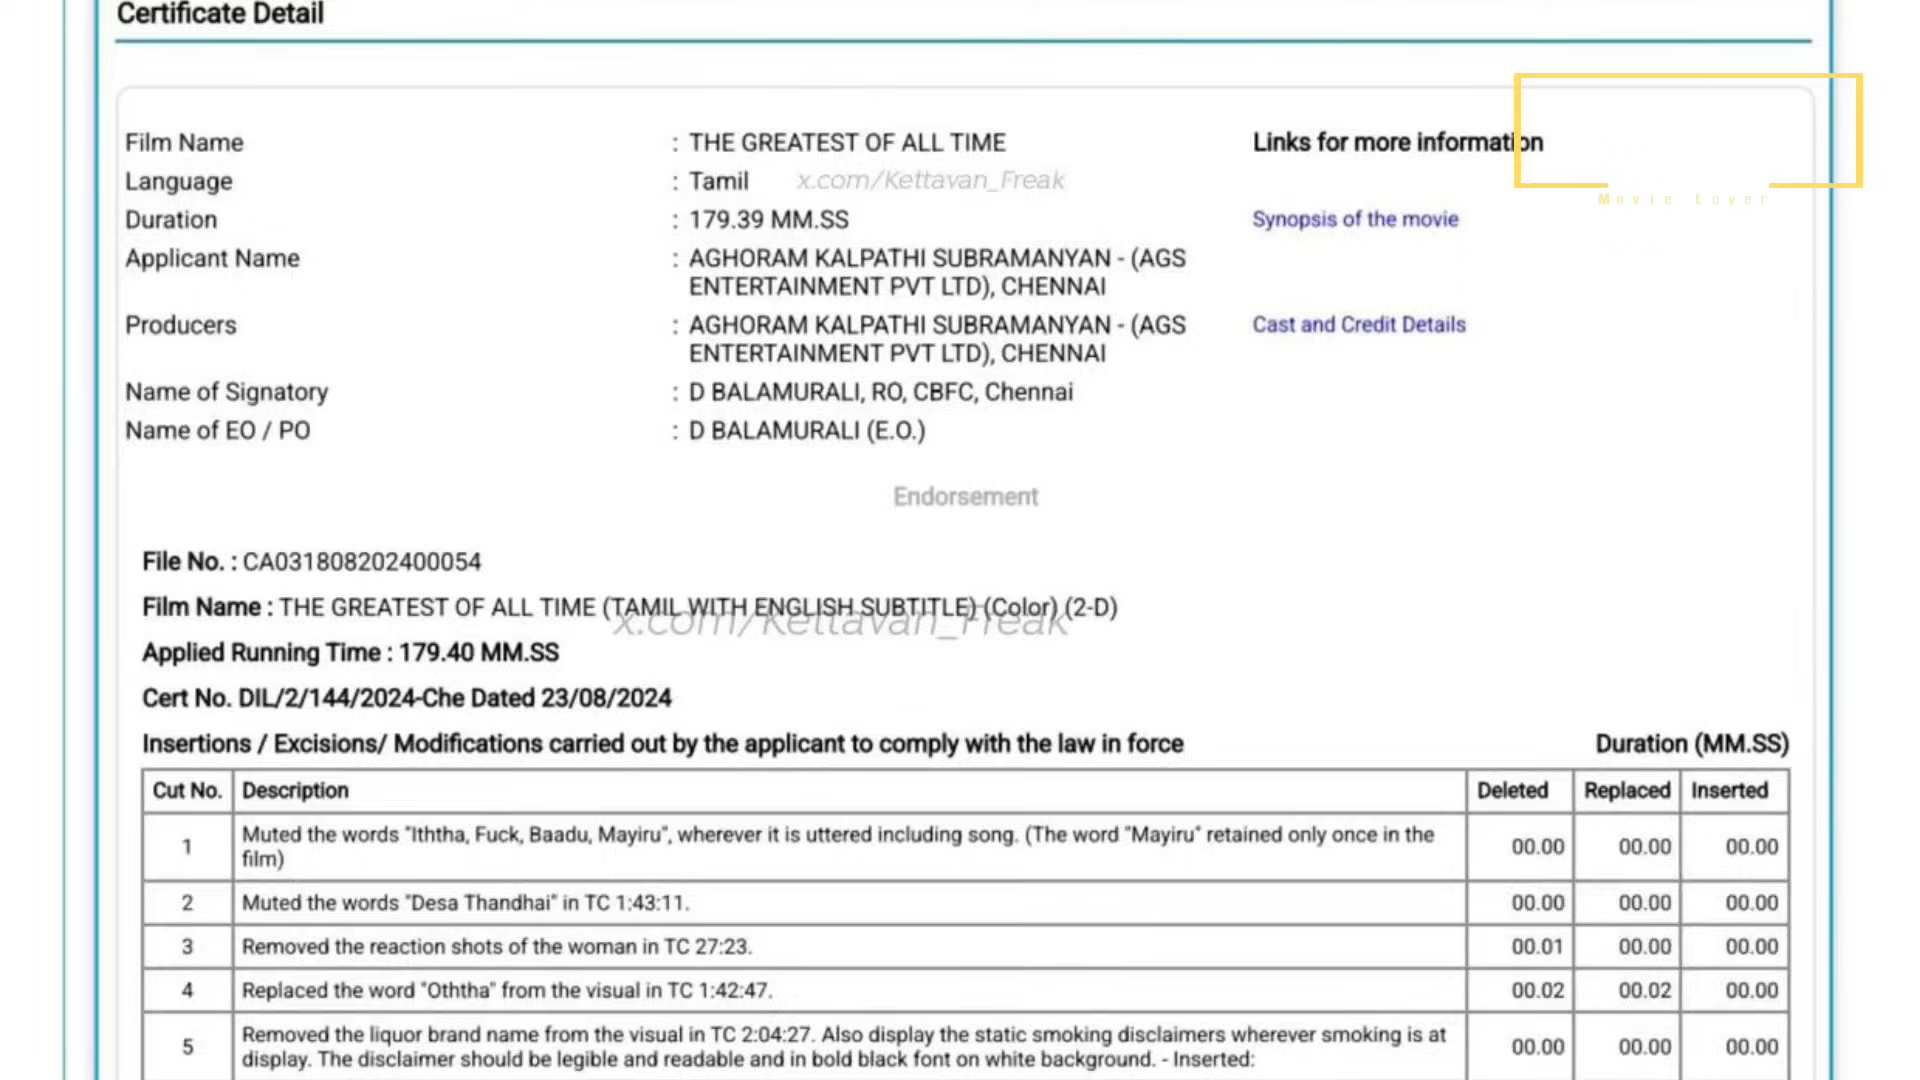 Certificate Detail
Film Name : THE GREATEST OF ALL TIME Links for more information
Language : Tamil x.com/Kettavan_Freak
Movie Lover
Duration : 179.39 MM.SS Synopsis of the movie
Applicant Name : AGHORAM KALPATHI SUBRAMANYAN - (AGS
ENTERTAINMENT PVT LTD), CHENNAI
Producers : AGHORAM KALPATHI SUBRAMANYAN - (AGS Cast and Credit Details
ENTERTAINMENT PVT LTD), CHENNAI
Name of Signatory : D BALAMURALI, RO, CBFC, Chennai
Name of EO / PO : D BALAMURALI (E.O.)
Endorsement
File No. : CA031808202400054
Film Name : THE GREATEST OF ALL TIME (TAMIL WITH ENGLISH SUBTITLE) (Color) (2-D)
x.com/Kettavan_Freak
Applied Running Time : 179.40 MM.SS
Cert No. DIL/2/144/2024-Che Dated 23/08/2024
Insertions / Excisions/ Modifications carried out by the applicant to comply with the law in force Duration (MM.SS)
Cut No. Description Deleted Replaced Inserted
1 Muted the words "Iththa, Fuck, Baadu, Mayiru", wherever it is uttered including song. (The word "Mayiru" retained only once in the
film) 00.00 00.00 00.00
2 Muted the words "Desa Thandhai" in TC 1:43:11. 00.00 00.00 00.00
3 Removed the reaction shots of the woman in TC 27:23. 00.01 00.00 00.00
4 Replaced the word "Oththa" from the visual in TC 1:42:47. 00.02 00.02 00.00
5 Removed the liquor brand name from the visual in TC 2:04:27. Also display the static smoking disclaimers wherever smoking is at
display. The disclaimer should be legible and readable and in bold black font on white background. - Inserted: 00.00 00.00 00.00